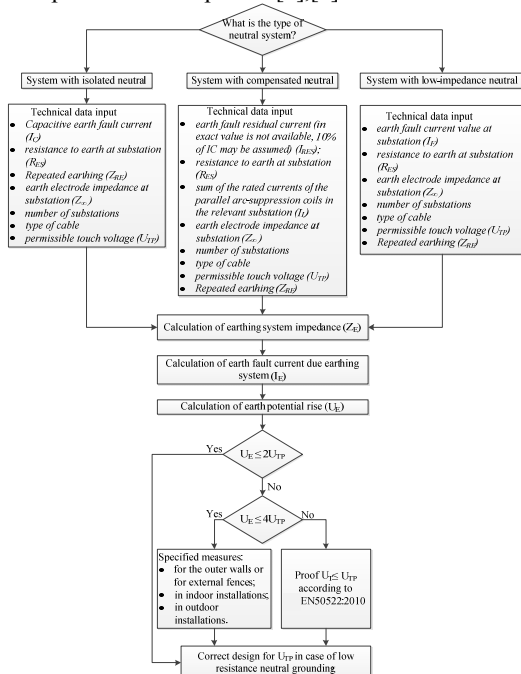 What is the type of
neutral system?
System with isolated neutral
System with compensated neutral
System with low-impedance neutral
Technical data input
• Capacitive earth fault current
(IC)
• resistance to earth at substation
(RES)
• Repeated earthing (ZRE)
• earth electrode impedance at
substation (Z∞)
• number of substations
• type of cable
• permissible touch voltage (UTP)
Technical data input
• earth fault residual current (in
exact value is not available, 10%
of IC may be assumed) (IRES);
• resistance to earth at substation
(RES)
• sum of the rated currents of the
parallel arc-suppression coils in
the relevant substation (IL)
• earth electrode impedance at
substation (Z∞)
• number of substations
• type of cable
• permissible touch voltage (UTP)
• Repeated earthing (ZRE)
Technical data input
• earth fault current value at
substation (IF)
• resistance to earth at substation
(RES)
• earth electrode impedance at
substation (Z∞)
• number of substations
• type of cable
• permissible touch voltage (UTP)
• Repeated earthing (ZRE)
Calculation of earthing system impedance (ZE)
Calculation of earth fault current due earthing
system (IE)
Calculation of earth potential rise (UE)
Yes
UE ≤ 2UTP
No
Yes
UE ≤ 4UTP
No
Specified measures:
• for the outer walls or
for external fences;
• in indoor installations;
• in outdoor
installations.
Proof UT ≤ UTP
according to
EN50522:2010
Correct design for UTP in case of low
resistance neutral grounding